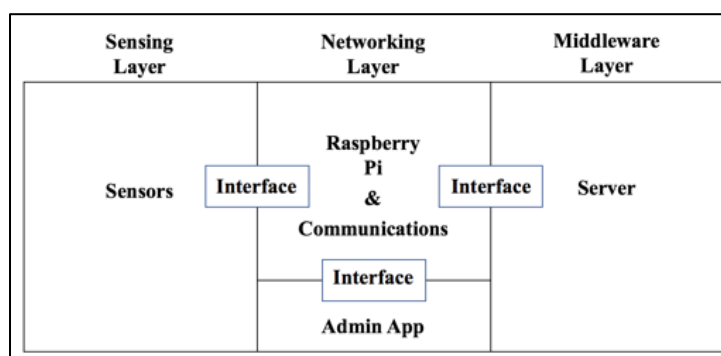 Sensing
Layer
Networking
Layer
Middleware
Layer
Sensors
Interface
Raspberry
Pi
&
Communications
Interface
Server
Interface
Admin App